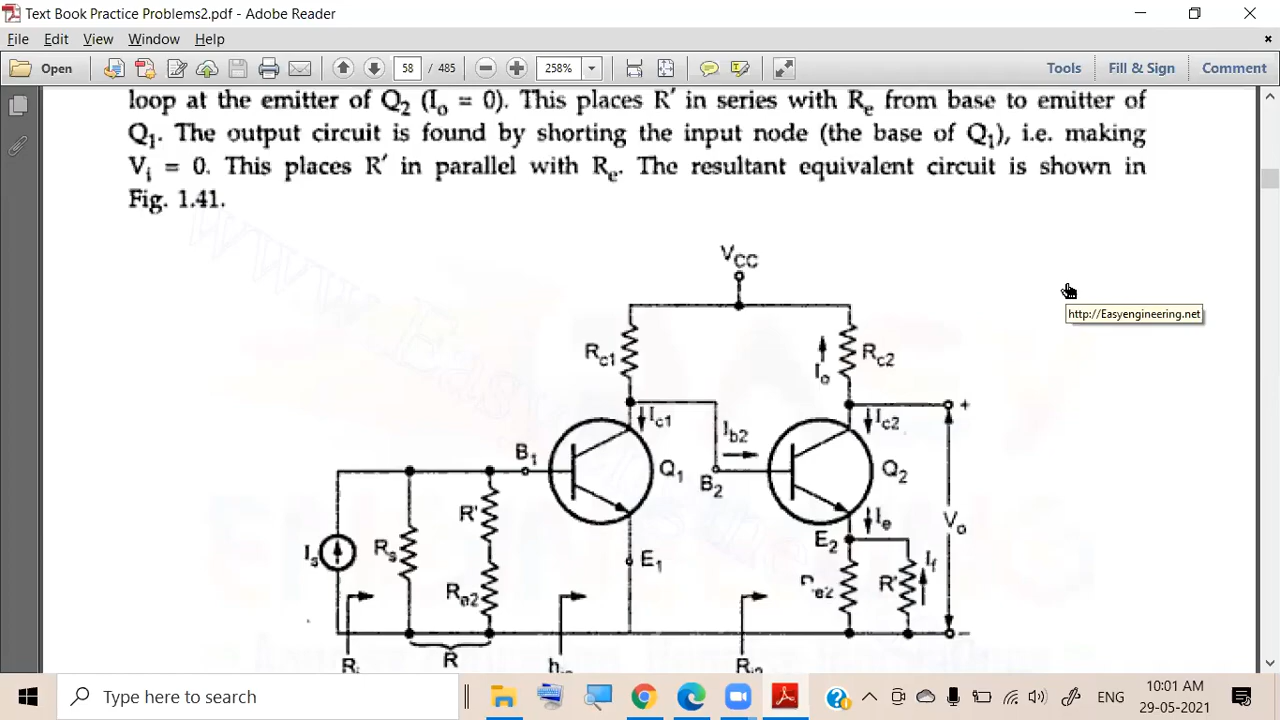 Text Book Practice Problems2.pdf - Adobe Reader
File Edit View Window Help
Open 58 / 485 258% Tools Fill & Sign Comment
loop at the emitter of Q2 (Io = 0). This places R' in series with Re from base to emitter of
Q1. The output circuit is found by shorting the input node (the base of Q1), i.e. making
Vi = 0. This places R' in parallel with Re. The resultant equivalent circuit is shown in
Fig. 1.41.
VCC
http://Easyengineering.net
Rc1 Io Rc2
Ic1 Ib2 Ic2 +
B1 Q1 B2 Q2
R' Ie Vo
Is Rs E1 E2 If
Re2 Re2 R'
–
R
Type here to search
ENG 10:01 AM
29-05-2021